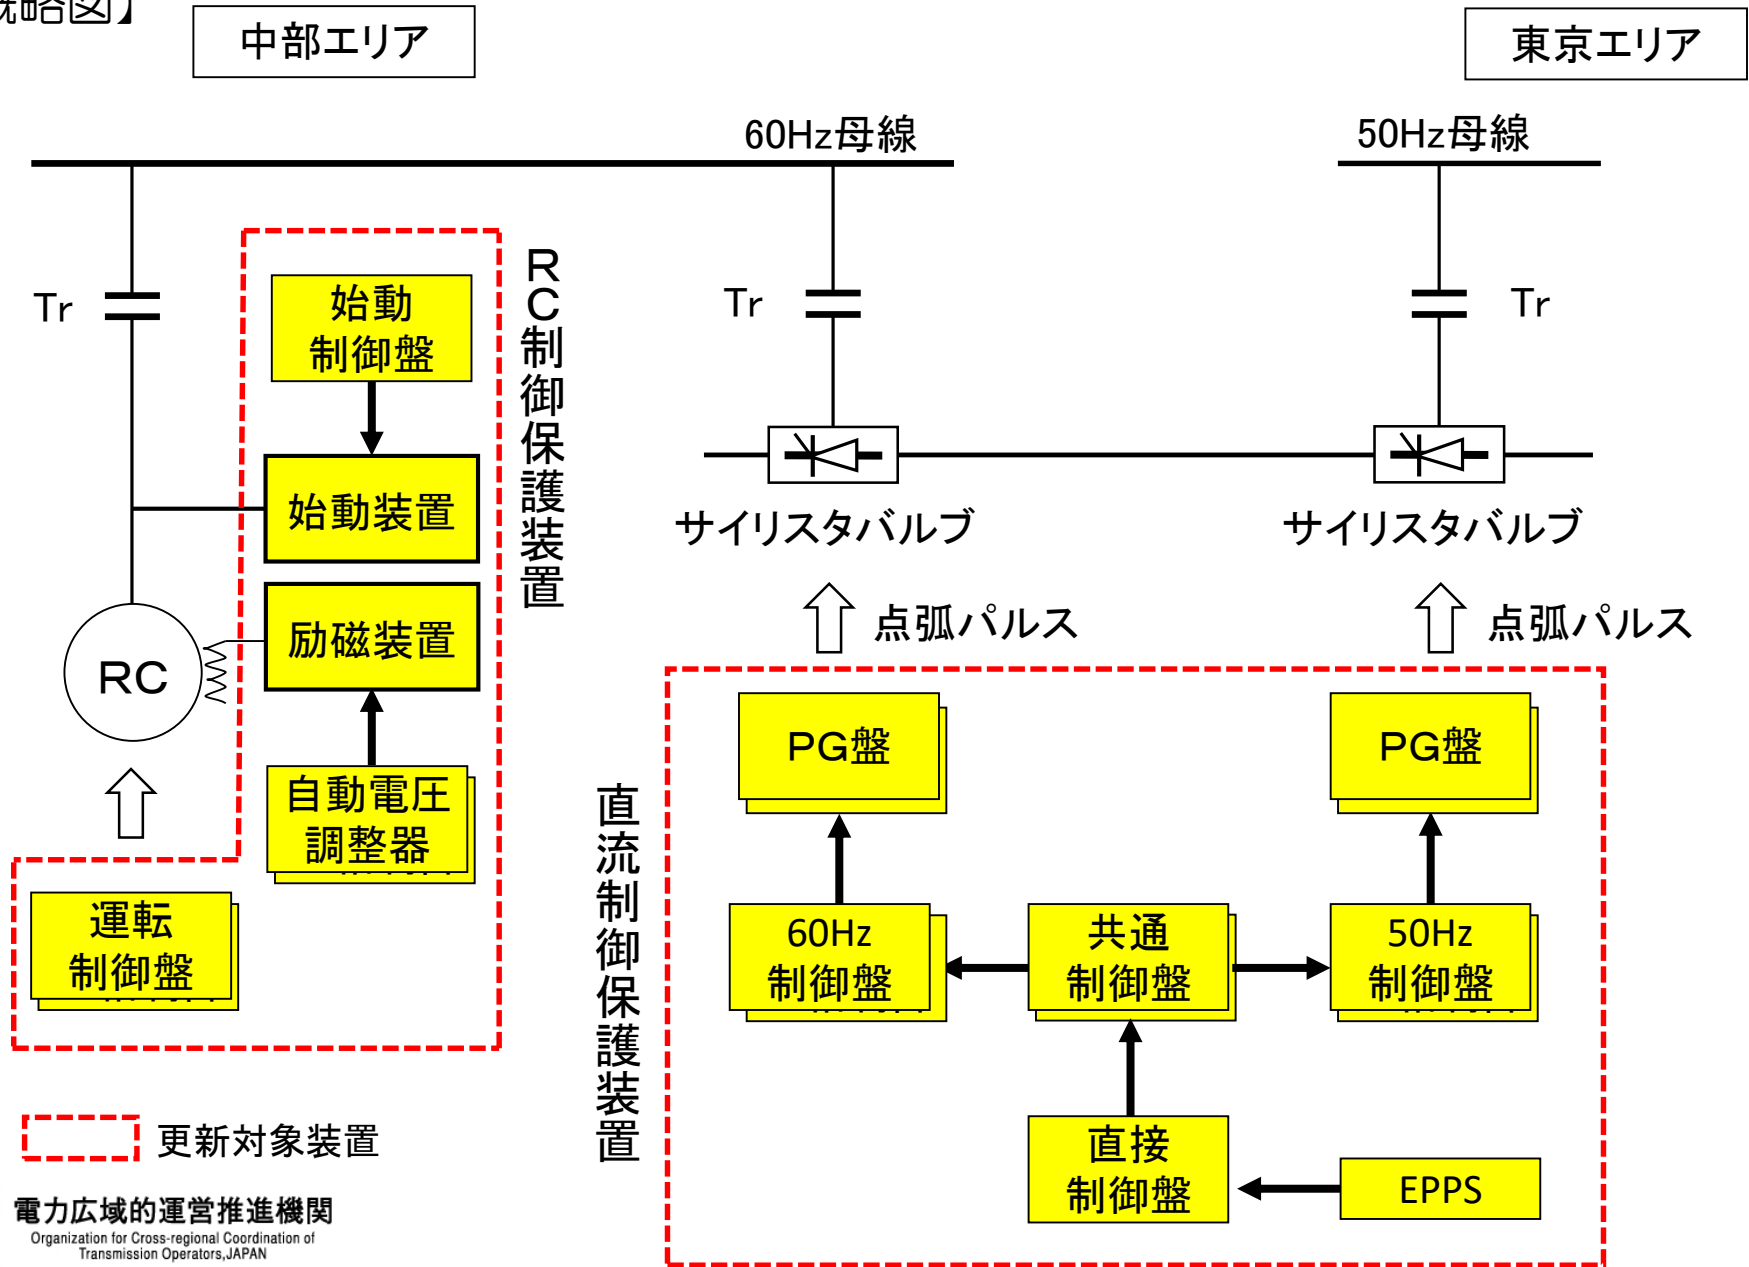 概略図】
中部エリア
東京エリア
60Hz母線
50Hz母線
Tr
Tr
Tr
始動
制御盤
RC制御保護装置
始動装置
サイリスタバルブ
サイリスタバルブ
励磁装置
点弧パルス
点弧パルス
RC
PG盤
PG盤
自動電圧
調整器
直流制御保護装置
運転
制御盤
60Hz
制御盤
共通
制御盤
50Hz
制御盤
直接
制御盤
EPPS
更新対象装置
電力広域的運営推進機関
Organization for Cross-regional Coordination of
Transmission Operators,JAPAN